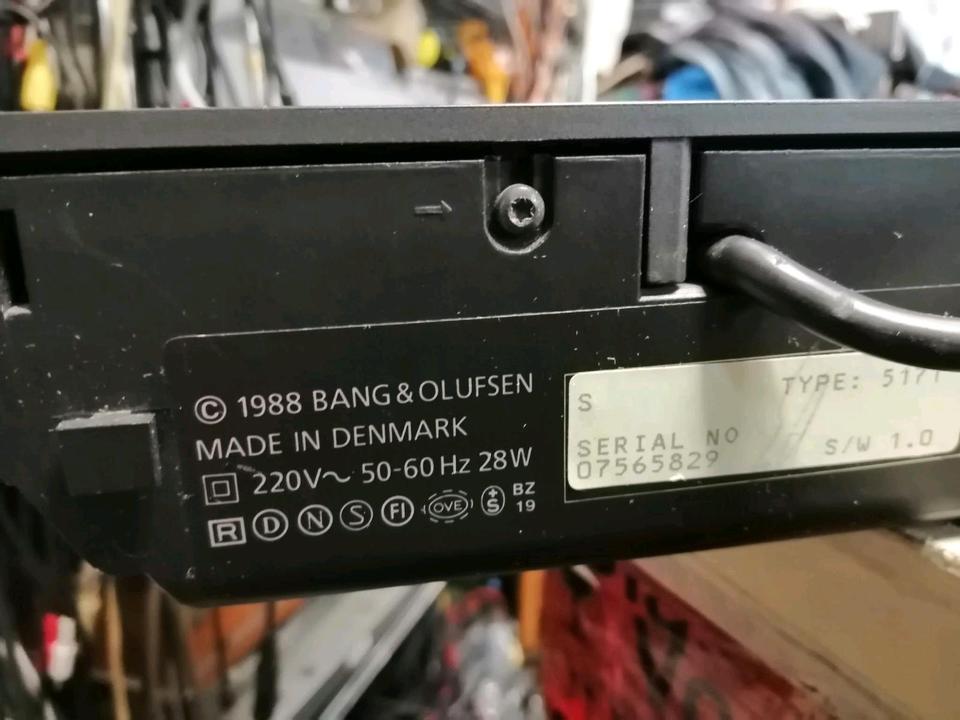 © 1988 BANG & OLUFSEN
MADE IN DENMARK
220V~ 50-60 Hz 28W
R D N S FI OVE +S BZ 19
TYPE: 5171
S
SERIAL NO
07565829
S/W 1.0